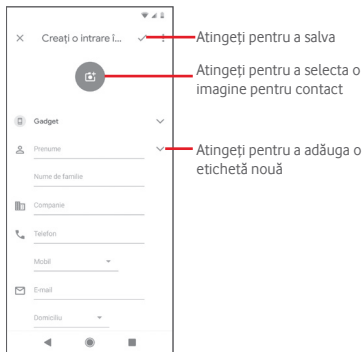 Creați o intrare î...
Atingeți pentru a salva
Atingeți pentru a selecta o
imagine pentru contact
Gadget
Prenume
Atingeți pentru a adăuga o
etichetă nouă
Nume de familie
Companie
Telefon
Mobil
E-mail
Domiciliu